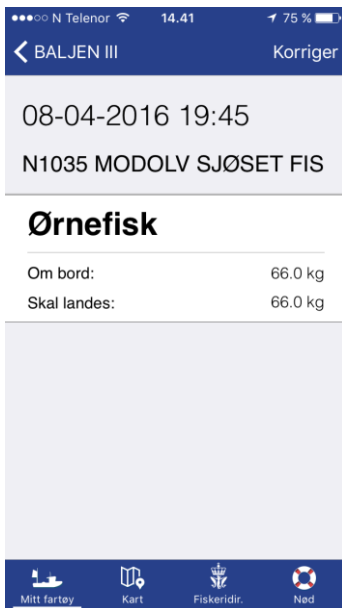 N Telenor 14.41 75 %
BALJEN III Korriger
08-04-2016 19:45
N1035 MODOLV SJØSET FIS
Ørnefisk
Om bord: 66.0 kg
Skal landes: 66.0 kg
Mitt fartøy Kart Fiskeridir. Nød